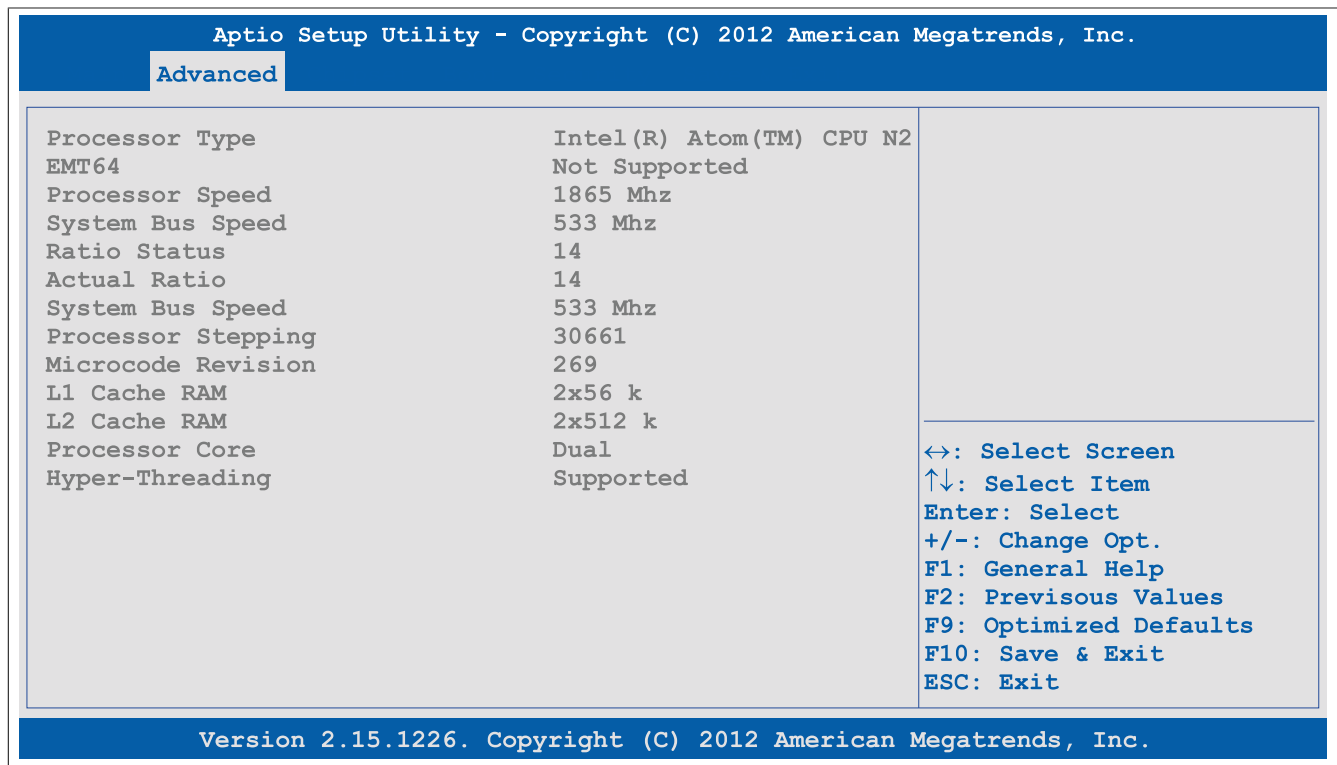 Aptio Setup Utility - Copyright (C) 2012 American Megatrends, Inc.
Advanced
Processor Type Intel(R) Atom(TM) CPU N2
EMT64 Not Supported
Processor Speed 1865 Mhz
System Bus Speed 533 Mhz
Ratio Status 14
Actual Ratio 14
System Bus Speed 533 Mhz
Processor Stepping 30661
Microcode Revision 269
L1 Cache RAM 2x56 k
L2 Cache RAM 2x512 k
Processor Core Dual
Hyper-Threading Supported
↔: Select Screen
↑↓: Select Item
Enter: Select
+/-: Change Opt.
F1: General Help
F2: Previsous Values
F9: Optimized Defaults
F10: Save & Exit
ESC: Exit
Version 2.15.1226. Copyright (C) 2012 American Megatrends, Inc.